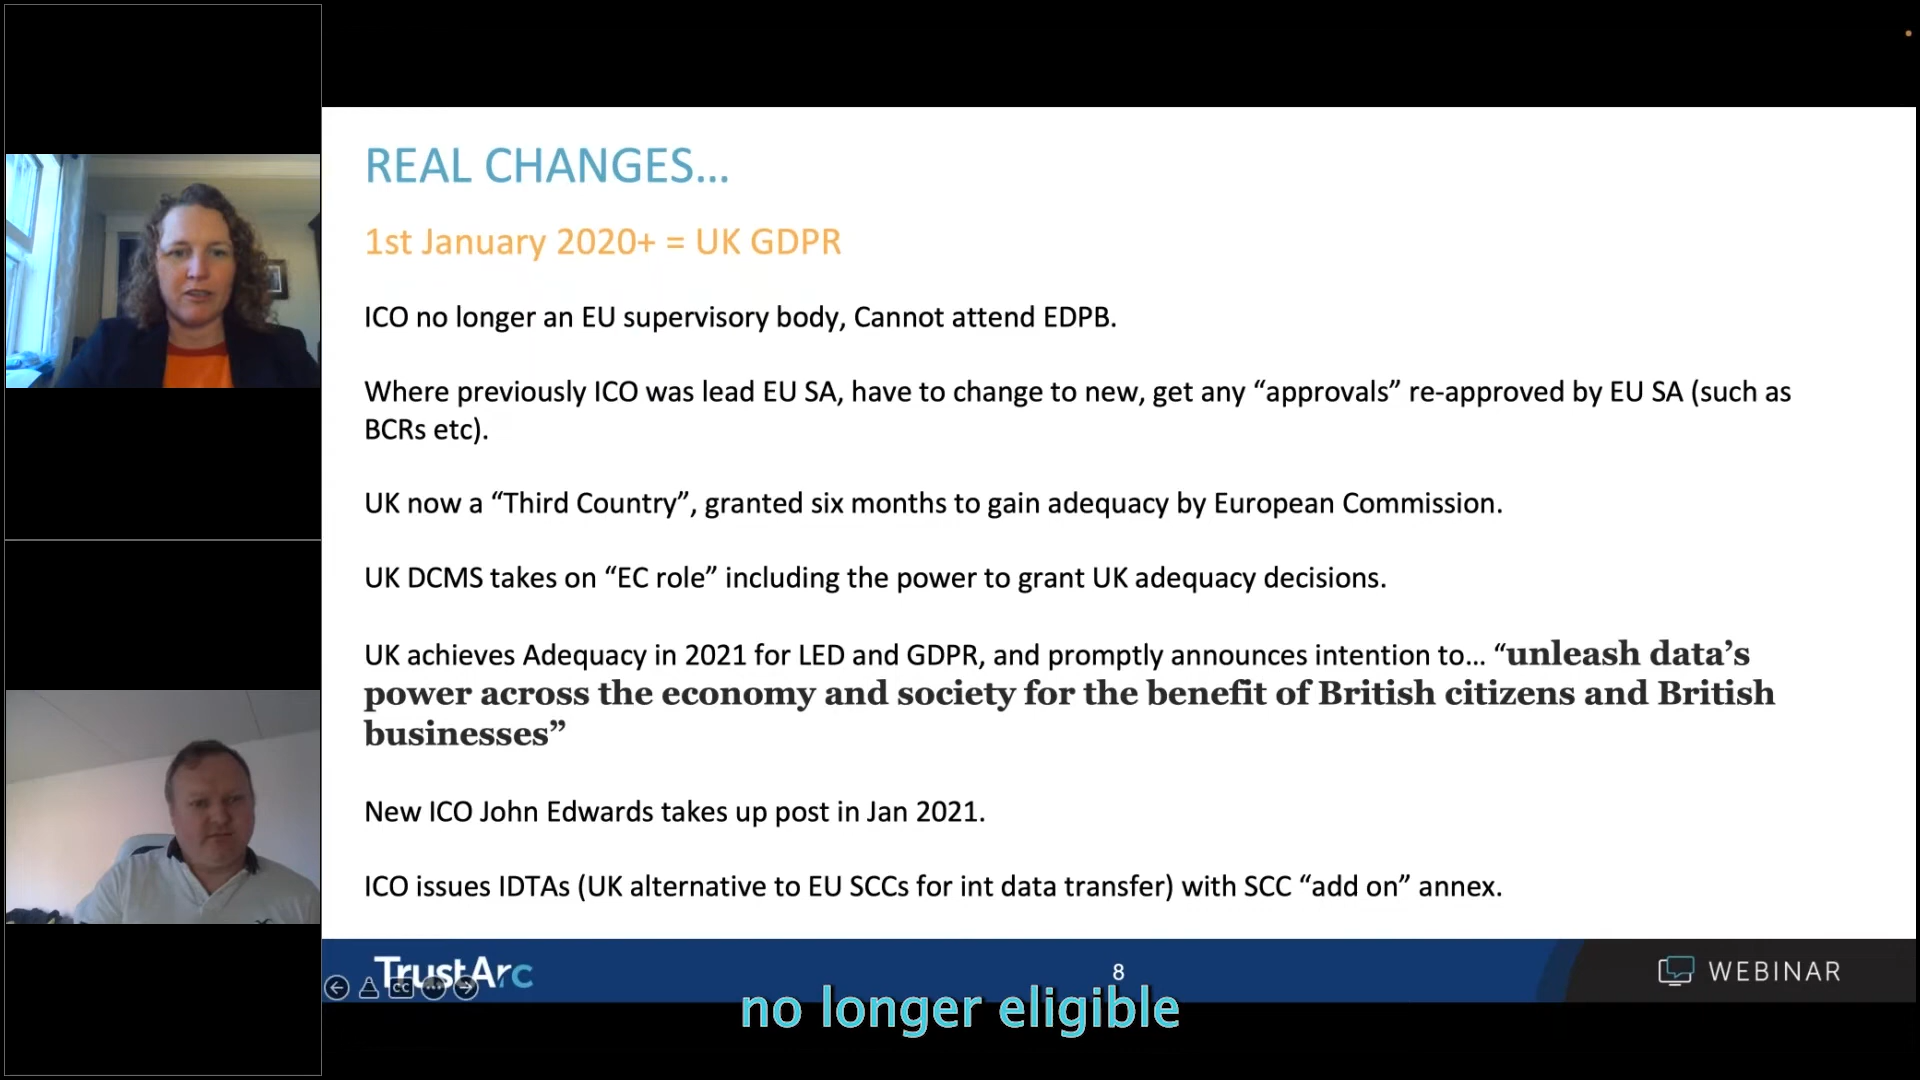 REAL CHANGES...
1st January 2020+ = UK GDPR
ICO no longer an EU supervisory body, Cannot attend EDPB.
Where previously ICO was lead EU SA, have to change to new, get any “approvals” re-approved by EU SA (such as
BCRs etc).
UK now a “Third Country”, granted six months to gain adequacy by European Commission.
UK DCMS takes on “EC role” including the power to grant UK adequacy decisions.
UK achieves Adequacy in 2021 for LED and GDPR, and promptly announces intention to... “unleash data’s
power across the economy and society for the benefit of British citizens and British
businesses”
New ICO John Edwards takes up post in Jan 2021.
ICO issues IDTAs (UK alternative to EU SCCs for int data transfer) with SCC “add on” annex.
TrustArc
CC
8
WEBINAR
no longer eligible